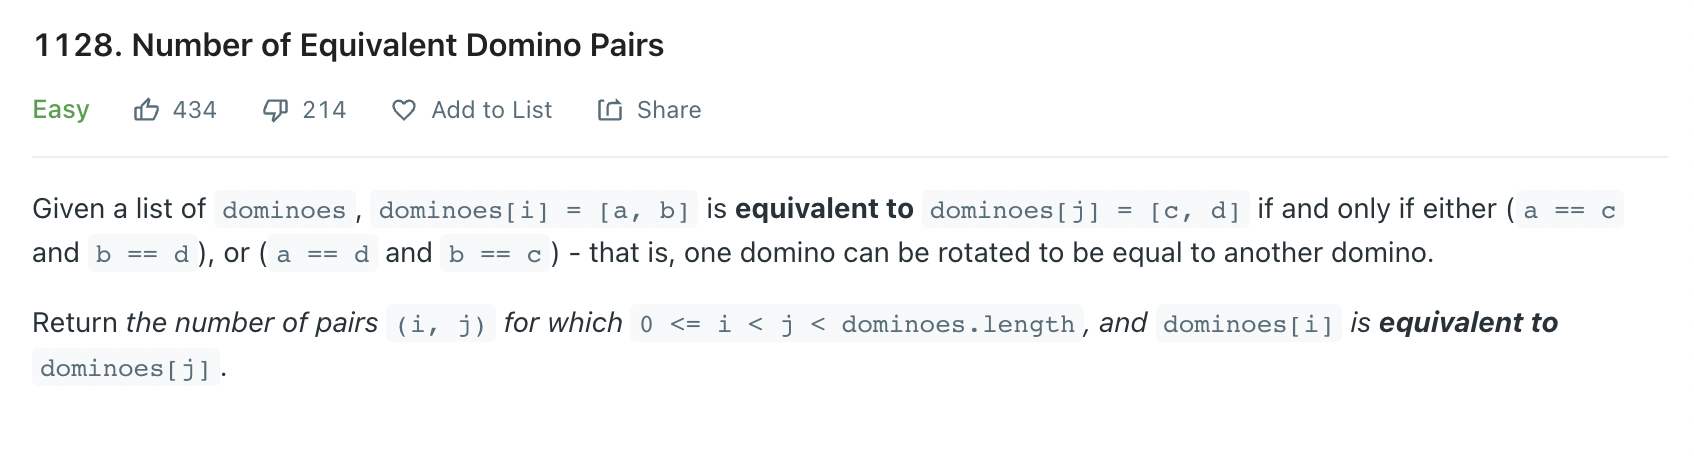 1128. Number of Equivalent Domino Pairs
Easy 434 214 Add to List Share
Given a list of dominoes, dominoes[i] = [a, b] is equivalent to dominoes[j] = [c, d] if and only if either (a == c
and b == d), or (a == d and b == c) - that is, one domino can be rotated to be equal to another domino.
Return the number of pairs (i, j) for which 0 <= i < j < dominoes.length, and dominoes[i] is equivalent to
dominoes[j].